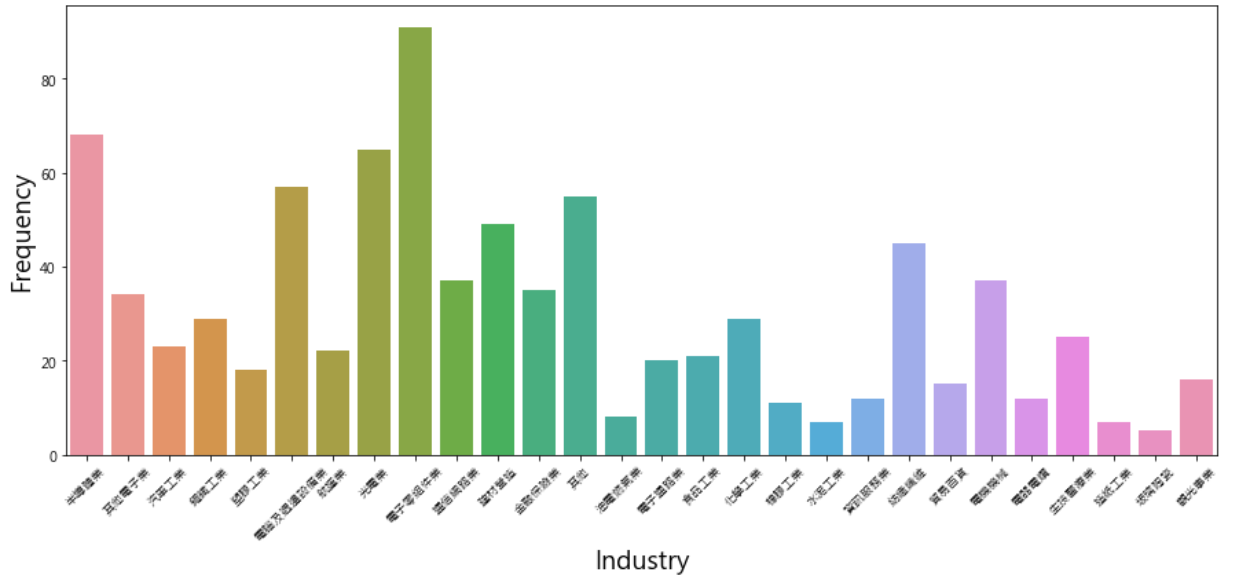 Frequency
80
60
40
20
0
半導體業
其他電子業
汽車工業
鋼鐵工業
塑膠工業
電腦及週邊設備業
航運業
光電業
電子零組件業
通信網路業
建材營造
金融保險業
其他
油電燃氣業
電子通路業
食品工業
化學工業
橡膠工業
水泥工業
資訊服務業
紡織纖維
貿易百貨
電機機械
電器電纜
生技醫療業
造紙工業
玻璃陶瓷
觀光事業
Industry